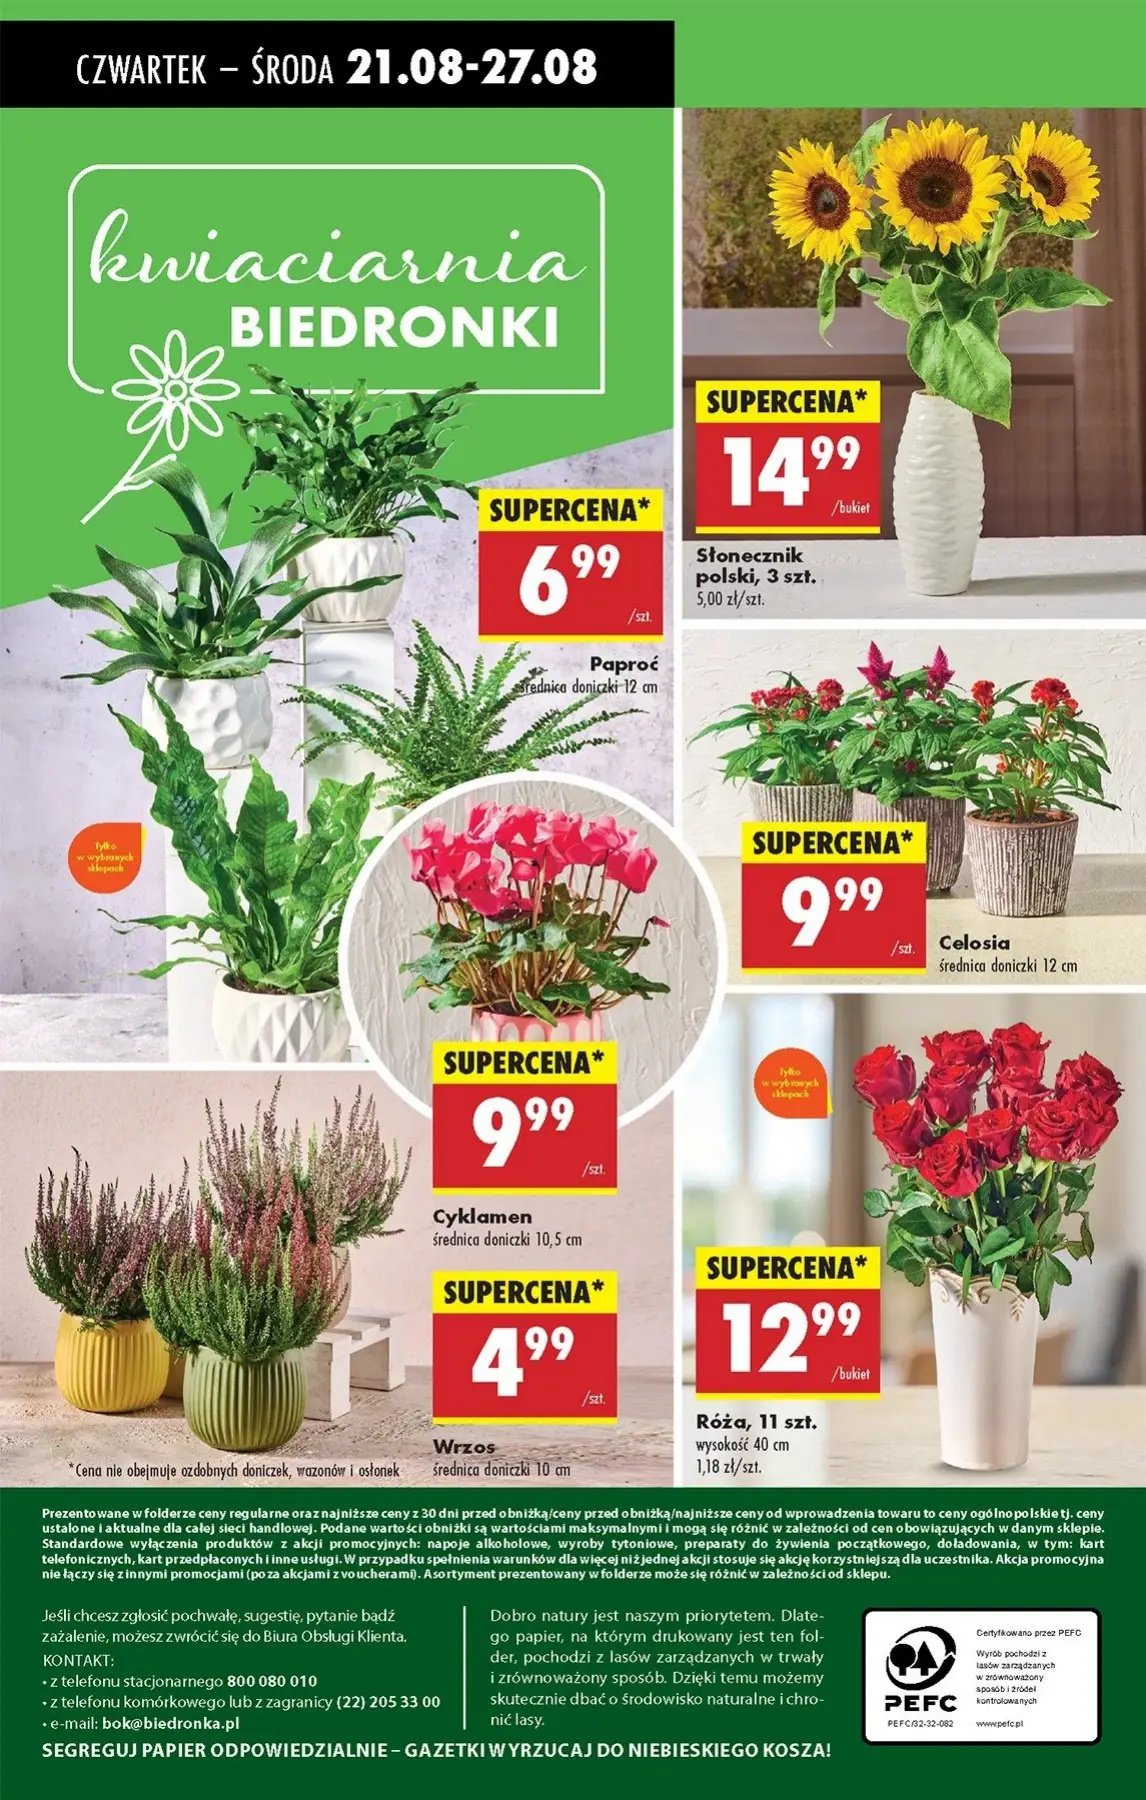 CZWARTEK – ŚRODA 21.08-27.08
kwiaciarnia
BIEDRONKI
SUPERCENA*
14 99
/bukiet
Słonecznik
polski, 3 szt.
5,00 zł/szt.
SUPERCENA*
6 99
/szt.
Paproć
średnica doniczki 12 cm
Tylko
w wybranych
sklepach
SUPERCENA*
9 99
/szt.
Celosia
średnica doniczki 12 cm
SUPERCENA*
9 99
/szt.
Cyklamen
średnica doniczki 10,5 cm
Tylko
w wybranych
sklepach
SUPERCENA*
12 99
/bukiet
Róża, 11 szt.
wysokość 40 cm
1,18 zł/szt.
SUPERCENA*
4 99
/szt.
Wrzos
średnica doniczki 10 cm
*Cena nie obejmuje ozdobnych doniczek, wazonów i osłonek
Prezentowane w folderze ceny regularne oraz najniższe ceny z 30 dni przed obniżką/ceny przed obniżką/najniższe ceny od wprowadzenia towaru to ceny ogólnopolskie tj. ceny
ustalone i aktualne dla całej sieci handlowej. Podane wartości obniżki są wartościami maksymalnymi i mogą się różnić w zależności od cen obowiązujących w danym sklepie.
Standardowe wyłączenia produktów z akcji promocyjnych: napoje alkoholowe, wyroby tytoniowe, preparaty do żywienia początkowego, doładowania, w tym: kart
telefonicznych, kart przedpłaconych i inne usługi. W przypadku spełnienia warunków dla więcej niż jednej akcji stosuje się akcję korzystniejszą dla uczestnika. Akcja promocyjna
nie łączy się z innymi promocjami (poza akcjami z voucherami). Asortyment prezentowany w folderze może się różnić w zależności od sklepu.
Jeśli chcesz zgłosić pochwałę, sugestię, pytanie bądź
zażalenie, możesz zwrócić się do Biura Obsługi Klienta.
KONTAKT:
• z telefonu stacjonarnego 800 080 010
• z telefonu komórkowego lub z zagranicy (22) 205 33 00
• e-mail: bok@biedronka.pl
Dobro natury jest naszym priorytetem. Dlate-
go papier, na którym drukowany jest ten fol-
der, pochodzi z lasów zarządzanych w trwały
i zrównoważony sposób. Dzięki temu możemy
skutecznie dbać o środowisko naturalne i chro-
nić lasy.
PEFC
PEFC/32-32-082
Certyfikowano przez PEFC
Wyrób pochodzi z
lasów zarządzanych
w zrównoważony
sposób i źródeł
kontrolowanych
www.pefc.pl
SEGREGUJ PAPIER ODPOWIEDZIALNIE – GAZETKI WYRZUCAJ DO NIEBIESKIEGO KOSZA!